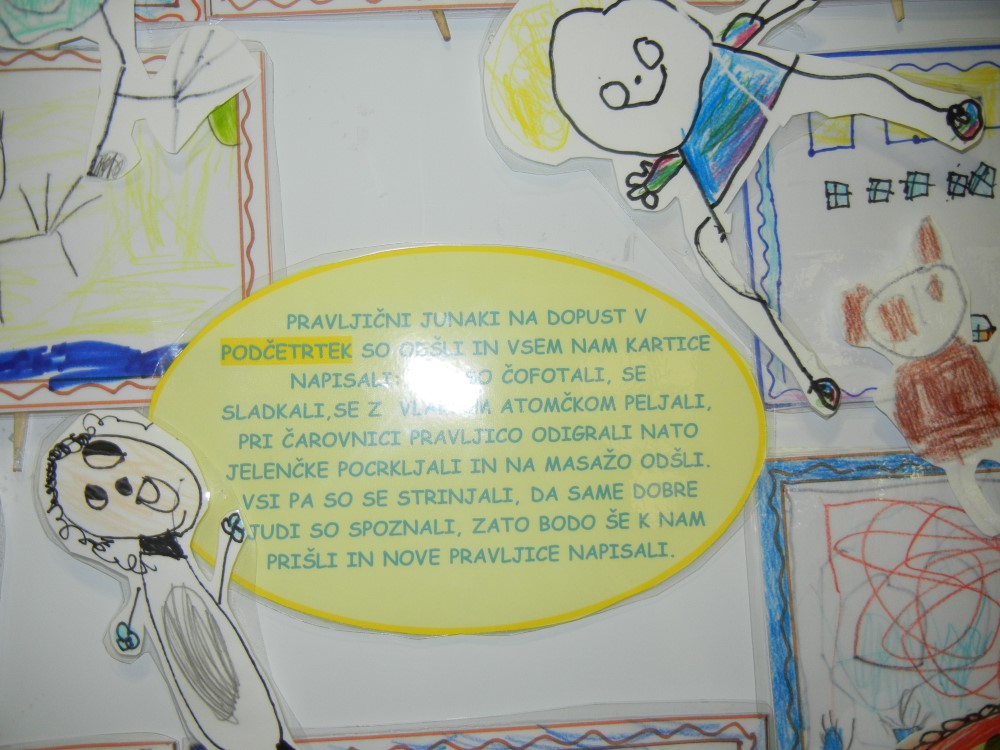 PRAVLJIČNI JUNAKI NA DOPUST V
PODČETRTEK SO ODŠLI IN VSEM NAM KARTICE
NAPISALI: SO ČOFOTALI, SE
SLADKALI,SE Z ATOMČKOM PELJALI,
PRI ČAROVNICI PRAVLJICO ODIGRALI NATO
JELENČKE POCRKLJALI IN NA MASAŽO ODŠLI.
VSI PA SO SE STRINJALI, DA SAME DOBRE
LJUDI SO SPOZNALI, ZATO BODO ŠE K NAM
PRIŠLI IN NOVE PRAVLJICE NAPISALI.